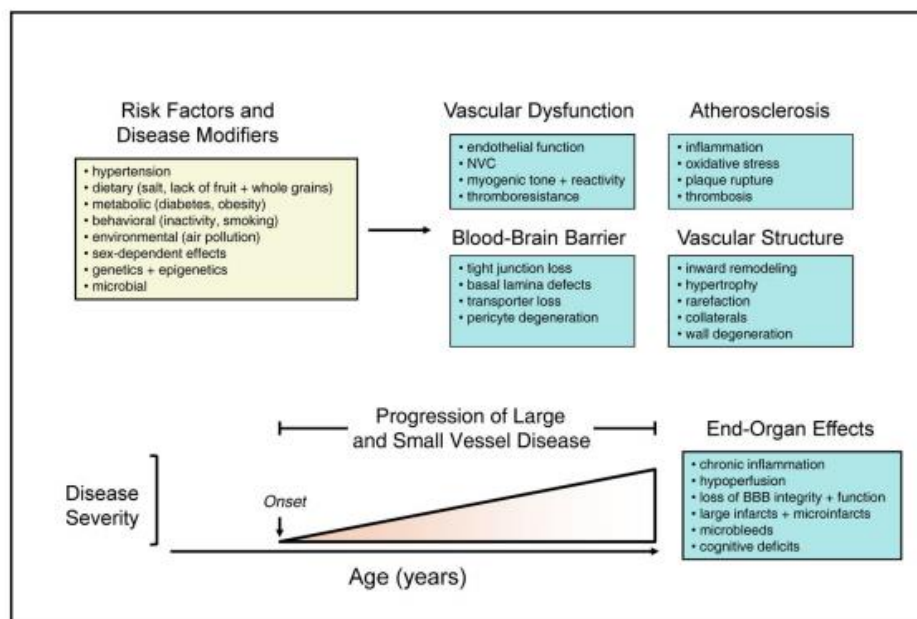 Risk Factors and
Disease Modifiers
• hypertension
• dietary (salt, lack of fruit + whole grains)
• metabolic (diabetes, obesity)
• behavioral (inactivity, smoking)
• environmental (air pollution)
• sex-dependent effects
• genetics + epigenetics
• microbial
Vascular Dysfunction
• endothelial function
• NVC
• myogenic tone + reactivity
• thromboresistance
Atherosclerosis
• inflammation
• oxidative stress
• plaque rupture
• thrombosis
Blood-Brain Barrier
• tight junction loss
• basal lamina defects
• transporter loss
• pericyte degeneration
Vascular Structure
• inward remodeling
• hypertrophy
• rarefaction
• collaterals
• wall degeneration
Progression of Large
and Small Vessel Disease
Disease
Severity
Onset
Age (years)
End-Organ Effects
• chronic inflammation
• hypoperfusion
• loss of BBB integrity + function
• large infarcts + microinfarcts
• microbleeds
• cognitive deficits